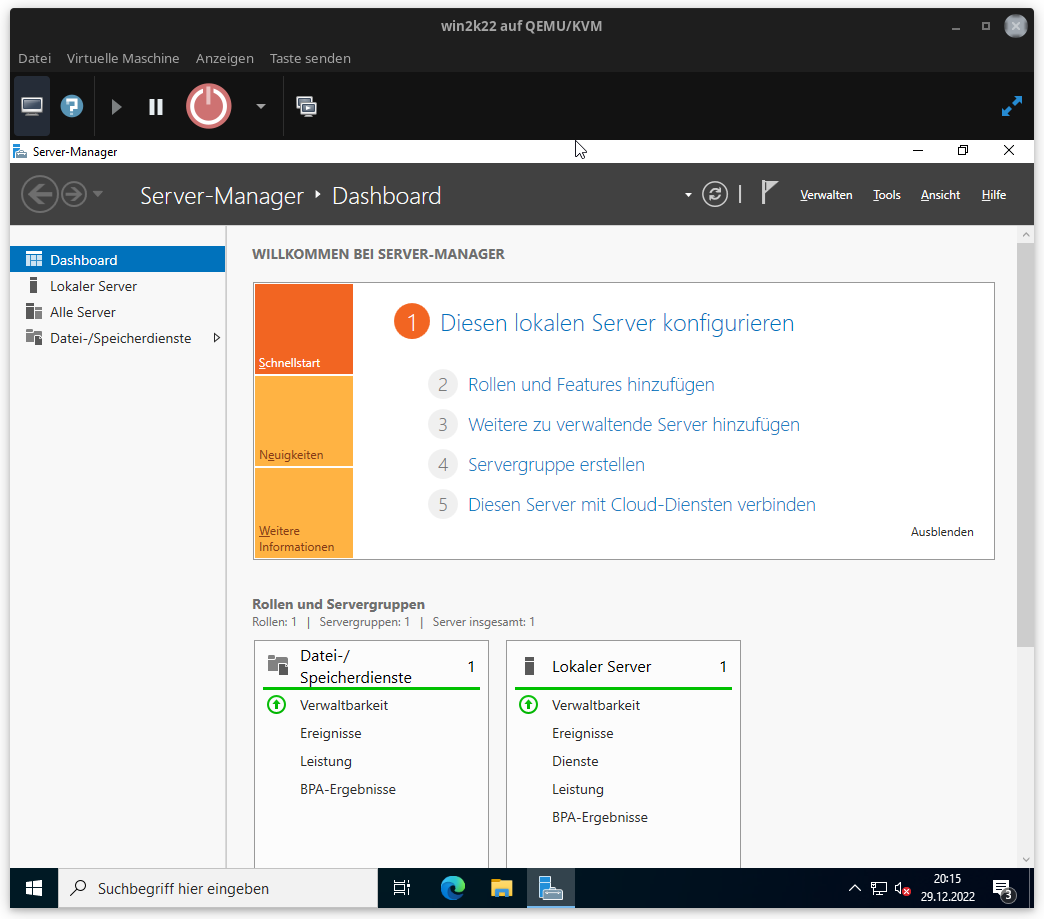 win2k22 auf QEMU/KVM
Datei Virtuelle Maschine Anzeigen Taste senden
Server-Manager
Server-Manager Dashboard
Verwalten Tools Ansicht Hilfe
Dashboard
Lokaler Server
Alle Server
Datei-/Speicherdienste
WILLKOMMEN BEI SERVER-MANAGER
Schnellstart
Neuigkeiten
Weitere
Informationen
1 Diesen lokalen Server konfigurieren
2 Rollen und Features hinzufügen
3 Weitere zu verwaltende Server hinzufügen
4 Servergruppe erstellen
5 Diesen Server mit Cloud-Diensten verbinden
Ausblenden
Rollen und Servergruppen
Rollen: 1 | Servergruppen: 1 | Server insgesamt: 1
Datei-/
Speicherdienste
1
Verwaltbarkeit
Ereignisse
Leistung
BPA-Ergebnisse
Lokaler Server 1
Verwaltbarkeit
Ereignisse
Dienste
Leistung
BPA-Ergebnisse
Suchbegriff hier eingeben
20:15
29.12.2022
3